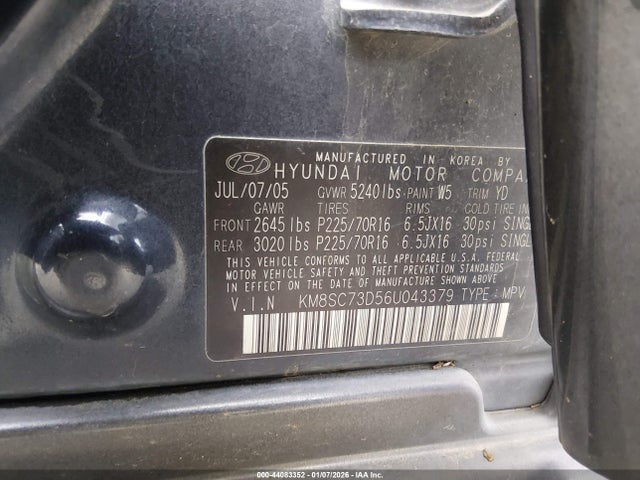 MANUFACTURED IN KOREA BY
HYUNDAI MOTOR COMPA
JUL/07/05 GVWR 5240lbs PAINT W5 TRIM YD
GAWR TIRES RIMS COLD TIRE IN
FRONT 2645lbs P225/70R16 6.5JX16 30psi SINGL
REAR 3020lbs P225/70R16 6.5JX16 30psi SINGL
THIS VEHICLE CONFORMS TO ALL APPLICABLE U.S.A. FEDERAL
MOTOR VEHICLE SAFETY, BUMPER, AND THEFT PREVENTION STANDARDS
IN EFFECT ON THE DATE OF MANUFACTURE SHOWN ABOVE.
V.I.N KM8SC73D56U043379 TYPE : MPV
000-44083352 | 01/07/2026 | IAA Inc.